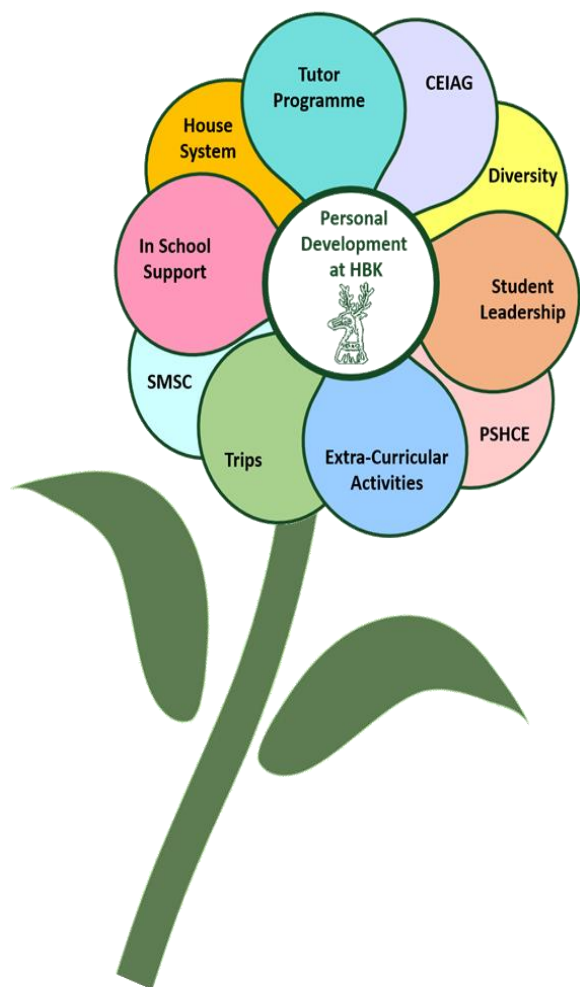 Tutor
Programme
CEIAG
House
System
Diversity
Personal
Development
at HBK
In School
Support
Student
Leadership
SMSC
PSHCE
Trips
Extra-Curricular
Activities